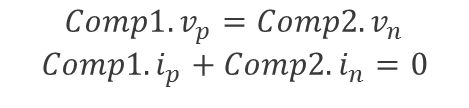 Comp1.v_p = Comp2.v_n
Comp1.i_p + Comp2.i_n = 0